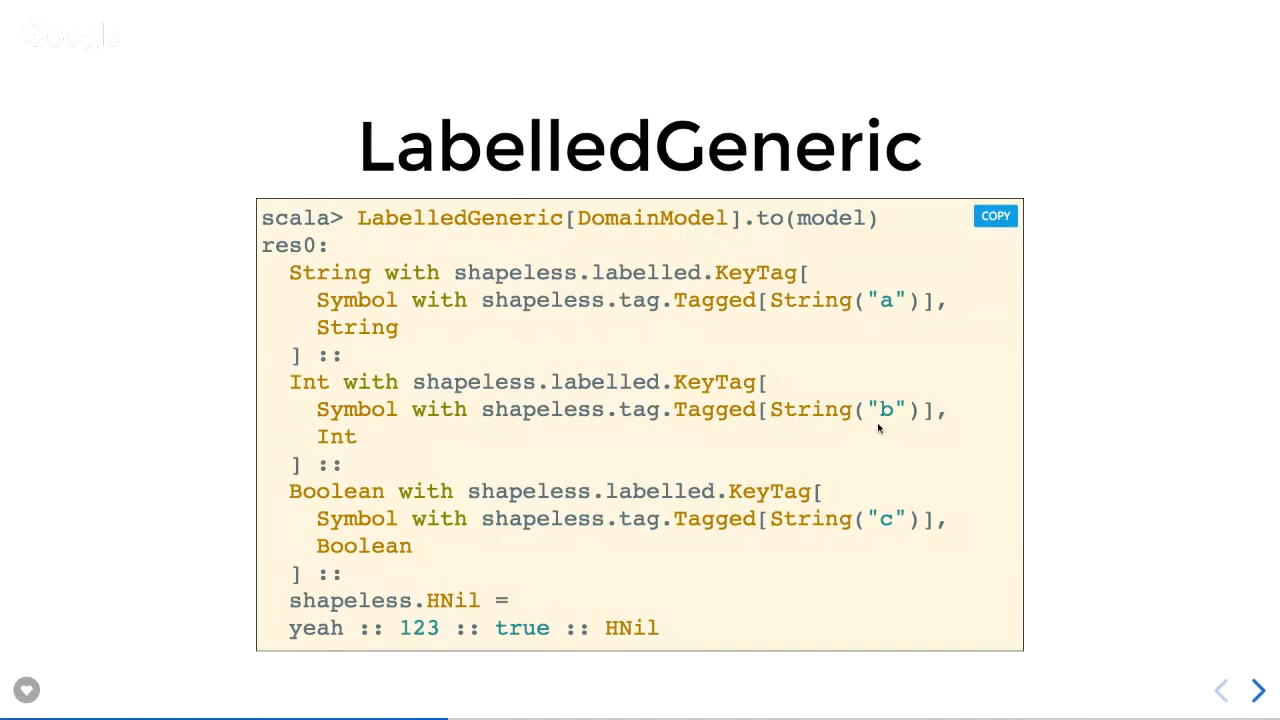 Google
LabelledGeneric
scala> LabelledGeneric[DomainModel].to(model)
COPY
res0:
String with shapeless.labelled.KeyTag[
Symbol with shapeless.tag.Tagged[String("a")],
String
] ::
Int with shapeless.labelled.KeyTag[
Symbol with shapeless.tag.Tagged[String("b")],
Int
] ::
Boolean with shapeless.labelled.KeyTag[
Symbol with shapeless.tag.Tagged[String("c")],
Boolean
] ::
shapeless.HNil =
yeah :: 123 :: true :: HNil